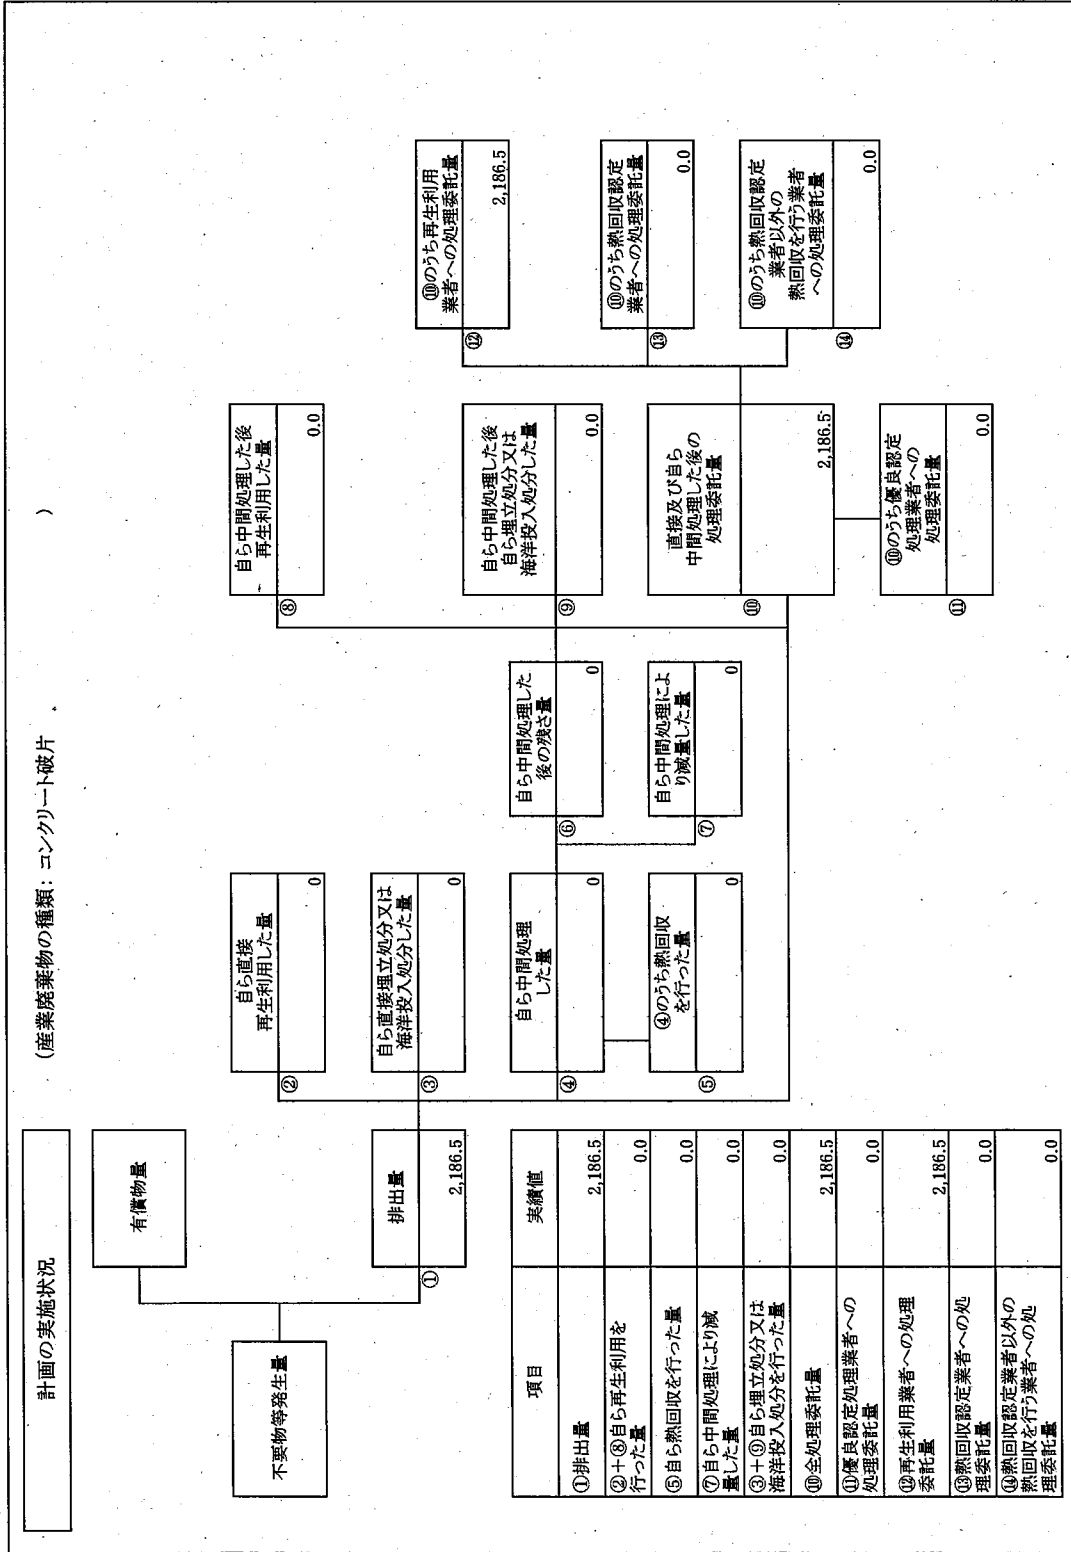 計画の実施状況
(産業廃棄物の種類: コンクリート破片 )
不要物等発生量
有償物量
排出量
①
2,186.5
自ら直接
再生利用した量
②
0
自ら直接埋立処分又は
海洋投入処分した量
③
0
自ら中間処理
した量
④
0
④のうち熱回収
を行った量
⑤
0
自ら中間処理した
後の残さ量
⑥
0
自ら中間処理によ
り減量した量
⑦
0
自ら中間処理した後
再生利用した量
⑧
0.0
自ら中間処理した後
自ら埋立処分又は
海洋投入処分した量
⑨
0.0
直接及び自ら
中間処理した後の
処理委託量
⑩
2,186.5
⑩のうち優良認定
処理業者への
処理委託量
⑪
0.0
⑩のうち再生利用
業者への処理委託量
⑫
2,186.5
⑩のうち熱回収認定
業者への処理委託量
⑬
0.0
⑩のうち熱回収認定
業者以外の
熱回収を行う業者
への処理委託量
⑭
0.0
項目 実績値
①排出量 2,186.5
②+⑧自ら再生利用を
行った量 0.0
⑤自ら熱回収を行った量 0.0
⑦自ら中間処理により減
量した量 0.0
③+⑨自ら埋立処分又は
海洋投入処分を行った量 0.0
⑩全処理委託量 2,186.5
⑪優良認定処理業者への
処理委託量 0.0
⑫再生利用業者への処理
委託量 2,186.5
⑬熱回収認定業者への処
理委託量 0.0
⑭熱回収認定業者以外の
熱回収を行う業者への処
理委託量 0.0